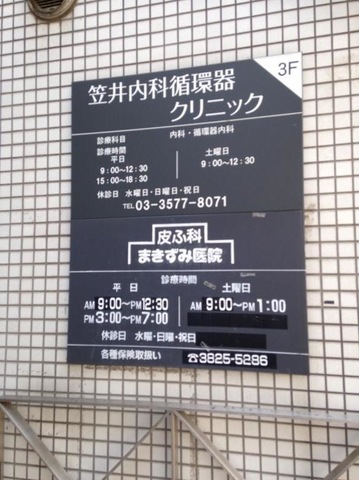 3F
笠井内科循環器
クリニック
診療科目 内科・循環器内科
診療時間
平日 土曜日
9:00~12:30 9:00~12:30
15:00~18:30
休診日 水曜日・日曜日・祝日
TEL 03-3577-8071
皮ふ科
まきずみ医院
診療時間
平日 土曜日
AM 9:00~PM 12:30 AM 9:00~PM 1:00
PM 3:00~PM 7:00
休診日 水曜・日曜・祝日
各種保険取扱い ☎3825-5296